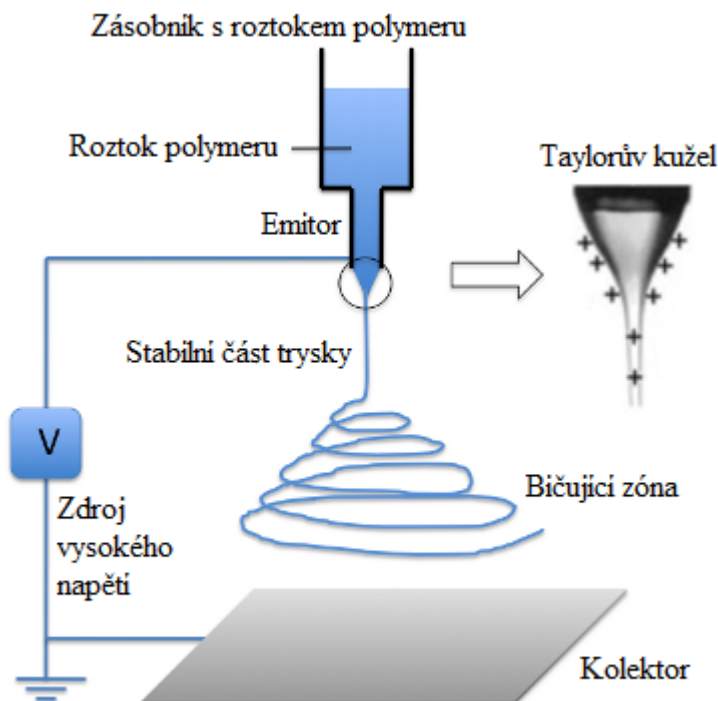 Zásobník s roztokem polymeru
Roztok polymeru
Taylorův kužel
Emitor
+ +
+ +
+ +
+
+
Stabilní část trysky
V
Bičující zóna
Zdroj
vysokého
napětí
Kolektor